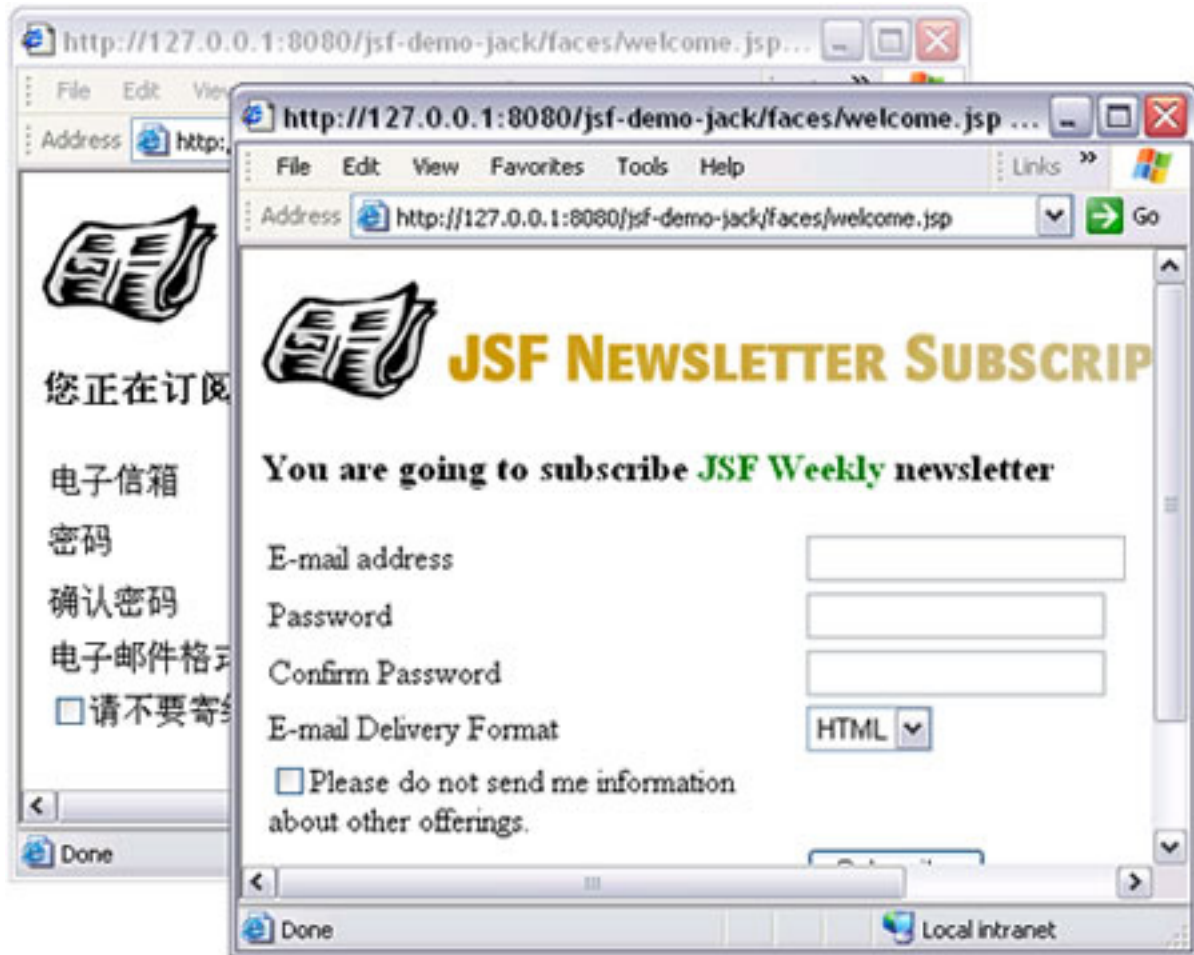 http://127.0.0.1:8080/jsf-demo-jack/faces/welcome.jsp...
File Edit
Address http:
您正在订阅
电子信箱
密码
确认密码
电子邮件格式
请不要寄
Done
http://127.0.0.1:8080/jsf-demo-jack/faces/welcome.jsp ...
File Edit View Favorites Tools Help Links »
Address http://127.0.0.1:8080/jsf-demo-jack/faces/welcome.jsp Go
JSF NEWSLETTER SUBSCRIP
You are going to subscribe JSF Weekly newsletter
E-mail address
Password
Confirm Password
E-mail Delivery Format HTML
Please do not send me information
about other offerings.
Done Local intranet